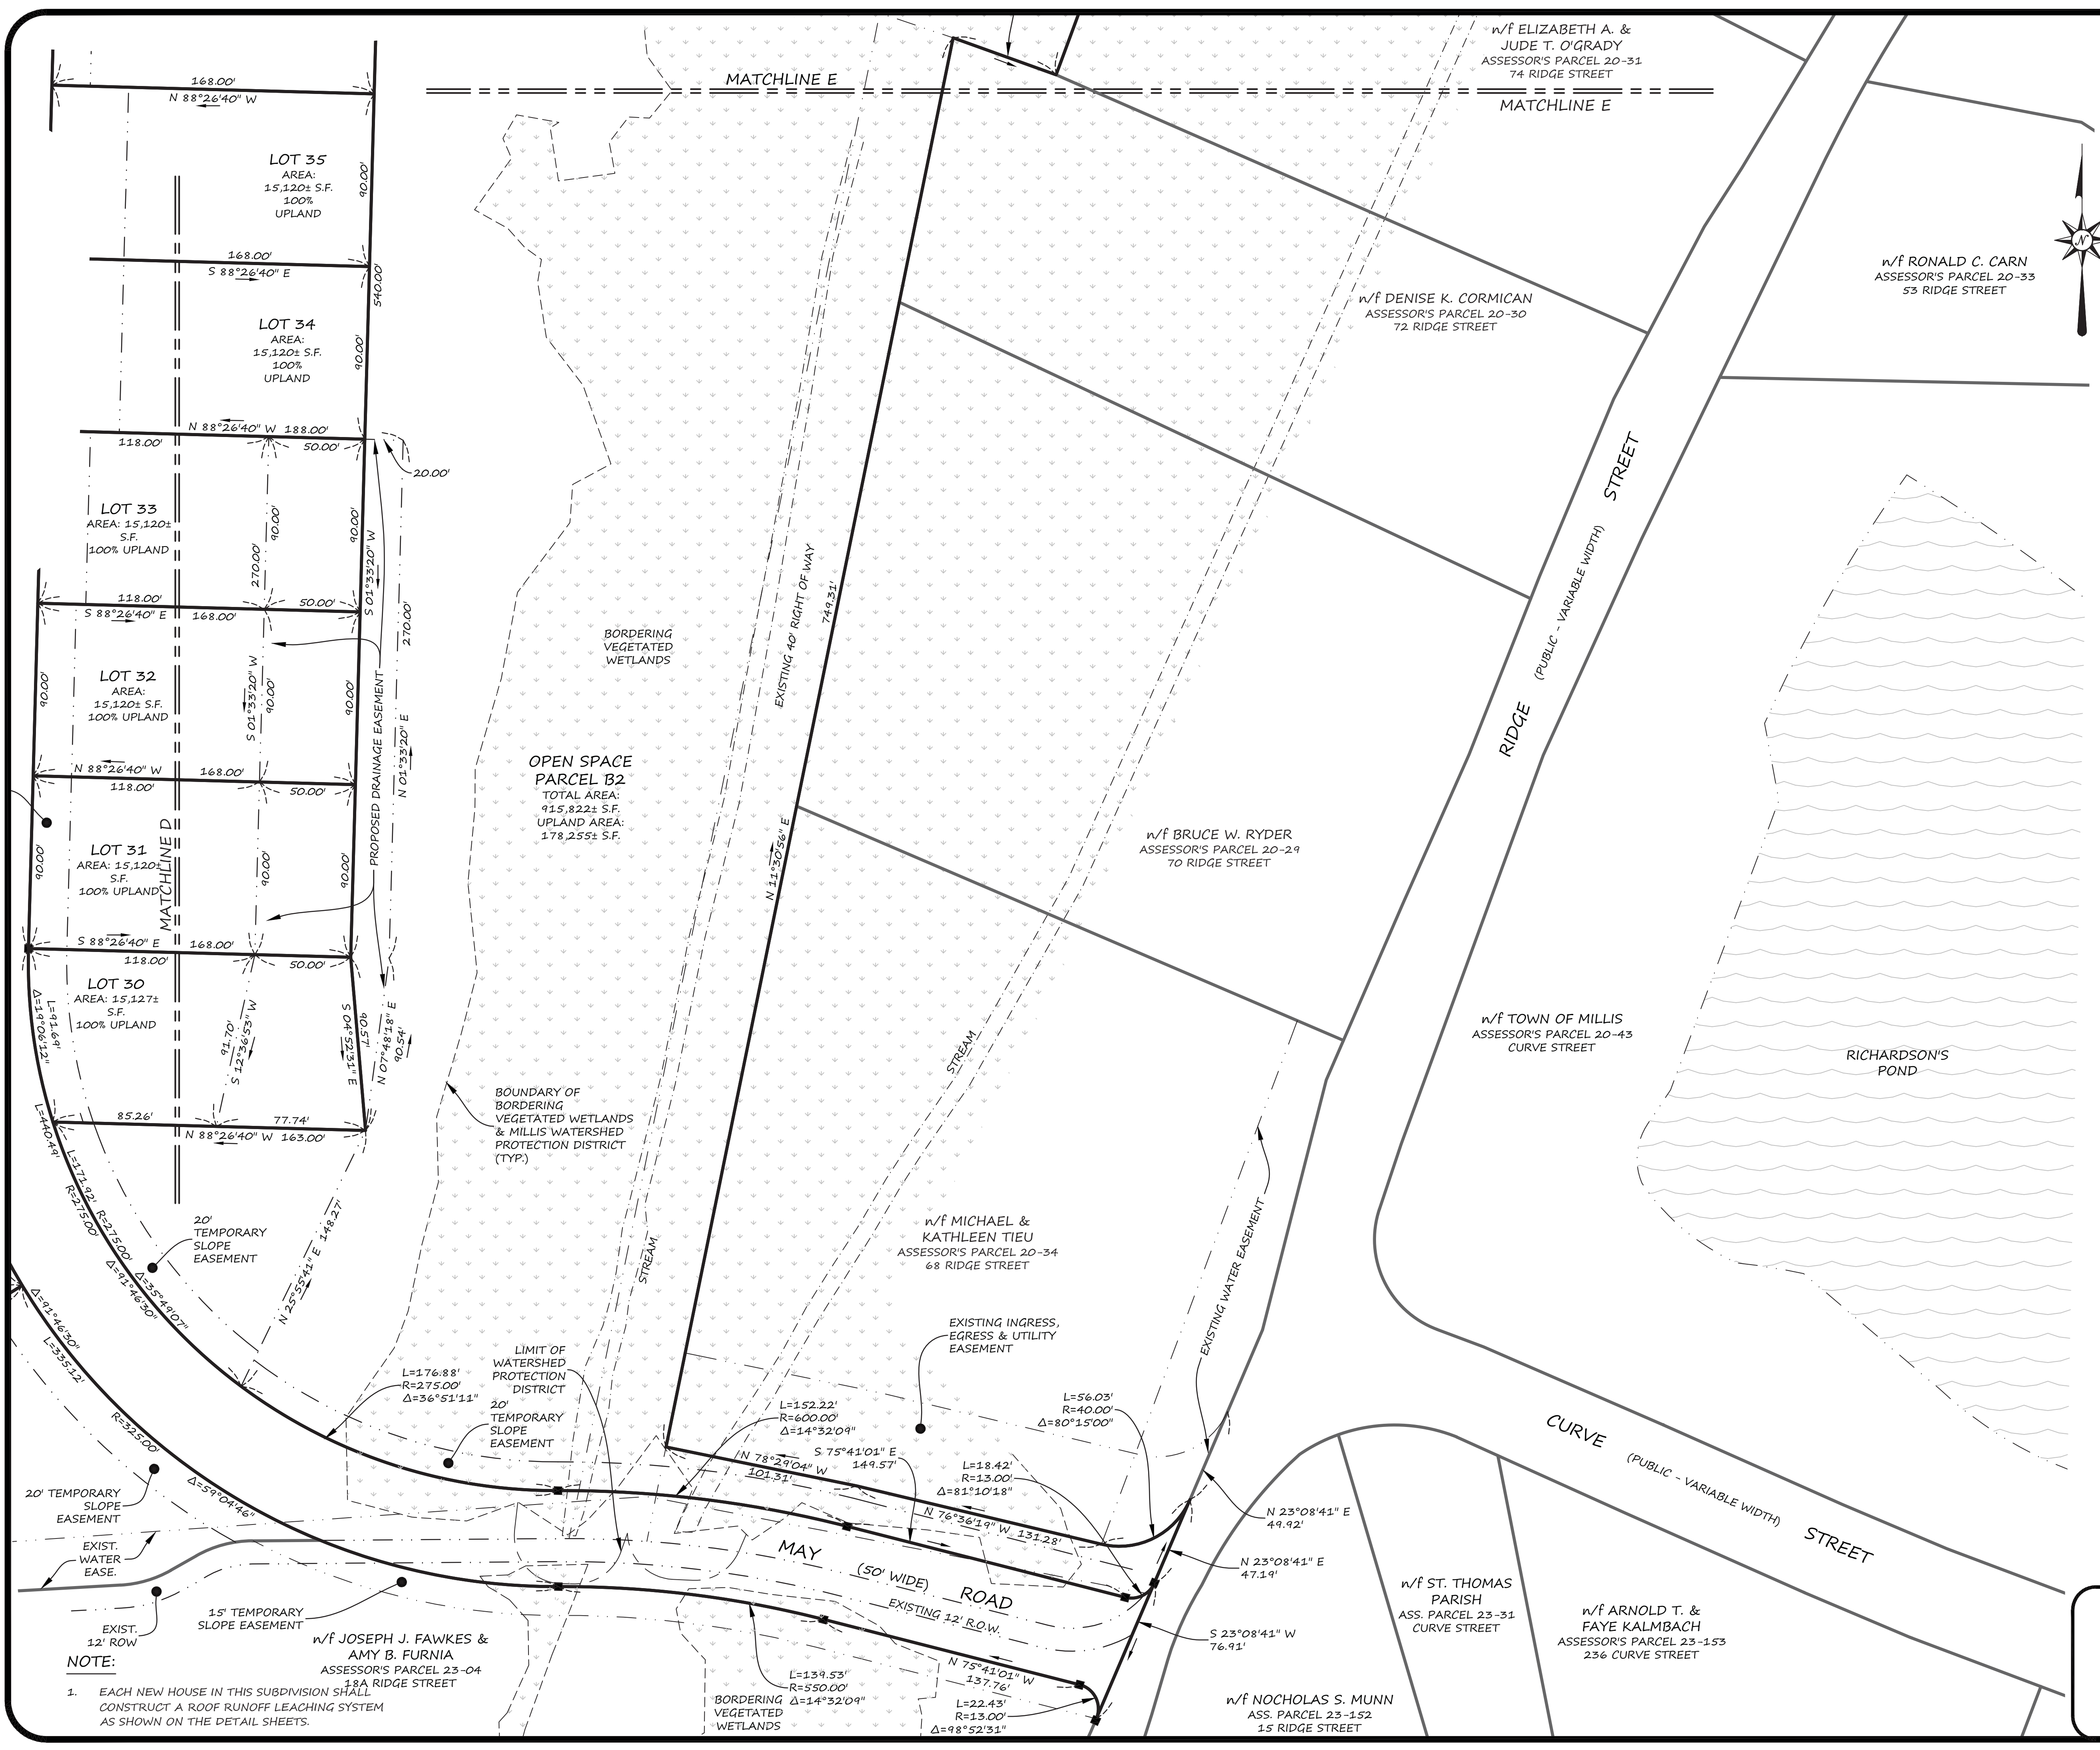 168.00'
N 88°26'40" W
LOT 35
AREA:
15,120± S.F.
100%
UPLAND
90.00'
168.00'
S 88°26'40" E
540.00'
LOT 34
AREA:
15,120± S.F.
100%
UPLAND
90.00'
N 88°26'40" W 188.00'
118.00'
50.00'
20.00'
LOT 33
AREA: 15,120±
S.F.
100% UPLAND
270.00'
90.00'
90.00'
S 01°33'20" W
270.00'
118.00'
50.00'
S 88°26'40" E
168.00'
LOT 32
AREA:
15,120± S.F.
100% UPLAND
90.00'
S 01°33'20" W
90.00'
90.00'
PROPOSED DRAINAGE EASEMENT
N 01°33'20" E
N 88°26'40" W
168.00'
118.00'
50.00'
LOT 31
AREA: 15,120±
S.F.
100% UPLAND
MATCHLINE D
90.00'
90.00'
90.00'
S 88°26'40" E
168.00'
118.00'
50.00'
LOT 30
AREA: 15,127±
S.F.
100% UPLAND
L=91.69'
Δ=19°06'12"
91.70'
S 12°36'53" W
90.57'
S 04°52'31" E
N 07°48'18" E
90.54'
85.26'
77.74'
N 88°26'40" W 163.00'
L=440.49'
R=275.00'
Δ=91°46'30"
L=171.92'
R=275.00'
Δ=35°49'07"
20'
TEMPORARY
SLOPE
EASEMENT
N 25°55'41" E 148.27'
Δ=91°46'30"
L=335.12'
R=325.00'
Δ=59°04'46"
20' TEMPORARY
SLOPE
EASEMENT
EXIST.
WATER
EASE.
EXIST.
12' ROW
15' TEMPORARY
SLOPE EASEMENT
n/f JOSEPH J. FAWKES &
AMY B. FURNIA
ASSESSOR'S PARCEL 23-04
18A RIDGE STREET
NOTE:
1. EACH NEW HOUSE IN THIS SUBDIVISION SHALL
CONSTRUCT A ROOF RUNOFF LEACHING SYSTEM
AS SHOWN ON THE DETAIL SHEETS.
MATCHLINE E
MATCHLINE E
BORDERING
VEGETATED
WETLANDS
OPEN SPACE
PARCEL B2
TOTAL AREA:
915,822± S.F.
UPLAND AREA:
178,255± S.F.
BOUNDARY OF
BORDERING
VEGETATED WETLANDS
& MILLIS WATERSHED
PROTECTION DISTRICT
(TYP.)
EXISTING 40' RIGHT OF WAY
749.31'
N 11°30'56" E
STREAM
STREAM
LIMIT OF
WATERSHED
PROTECTION
DISTRICT
L=176.88'
R=275.00'
Δ=36°51'11"
20'
TEMPORARY
SLOPE
EASEMENT
L=152.22'
R=600.00'
Δ=14°32'09"
N 78°29'04" W
101.31'
S 75°41'01" E
149.57'
L=18.42'
R=13.00'
Δ=81°10'18"
N 76°36'19" W 131.28'
L=56.03'
R=40.00'
Δ=80°15'00"
EXISTING INGRESS,
EGRESS & UTILITY
EASEMENT
EXISTING WATER EASEMENT
MAY
(50' WIDE)
ROAD
EXISTING 12' R.O.W.
N 75°41'01" W
137.76'
L=139.53'
R=550.00'
Δ=14°32'09"
BORDERING
VEGETATED
WETLANDS
L=22.43'
R=13.00'
Δ=98°52'31"
N 23°08'41" E
49.92'
N 23°08'41" E
47.19'
S 23°08'41" W
76.91'
n/f ELIZABETH A. &
JUDE T. O'GRADY
ASSESSOR'S PARCEL 20-31
74 RIDGE STREET
n/f DENISE K. CORMICAN
ASSESSOR'S PARCEL 20-30
72 RIDGE STREET
n/f BRUCE W. RYDER
ASSESSOR'S PARCEL 20-29
70 RIDGE STREET
n/f MICHAEL &
KATHLEEN TIEU
ASSESSOR'S PARCEL 20-34
68 RIDGE STREET
RIDGE
(PUBLIC - VARIABLE WIDTH)
STREET
n/f RONALD C. CARN
ASSESSOR'S PARCEL 20-33
53 RIDGE STREET
N
n/f TOWN OF MILLIS
ASSESSOR'S PARCEL 20-43
CURVE STREET
RICHARDSON'S
POND
CURVE
(PUBLIC - VARIABLE WIDTH)
STREET
n/f ST. THOMAS
PARISH
ASS. PARCEL 23-31
CURVE STREET
n/f ARNOLD T. &
FAYE KALMBACH
ASSESSOR'S PARCEL 23-153
236 CURVE STREET
n/f NOCHOLAS S. MUNN
ASS. PARCEL 23-152
15 RIDGE STREET